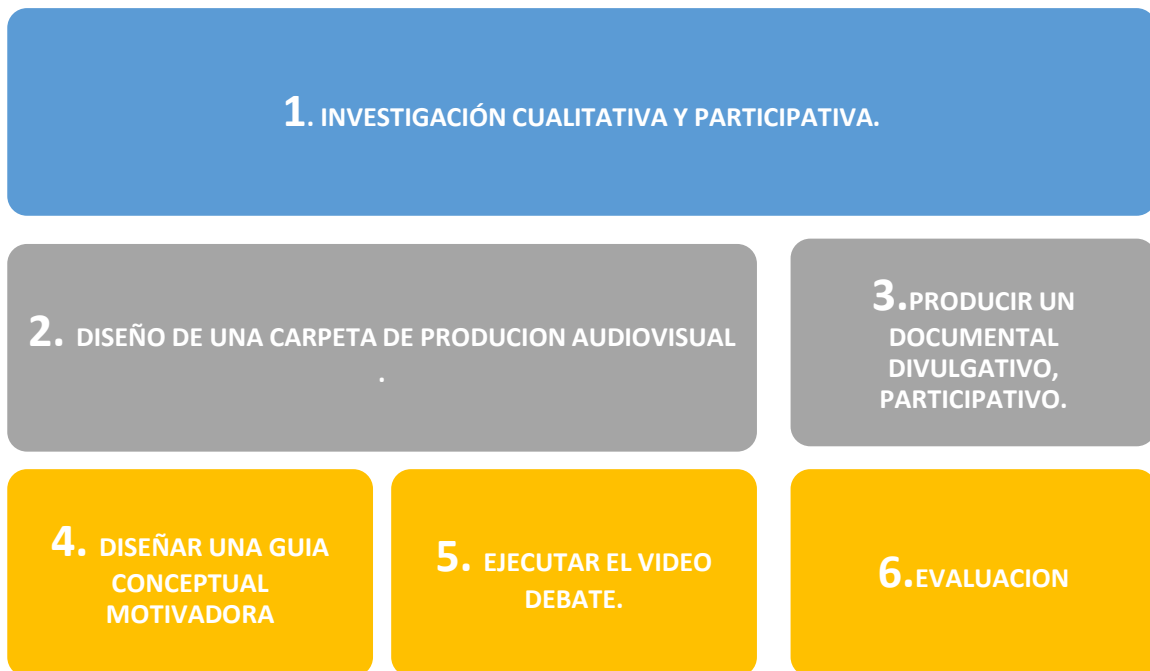 1. INVESTIGACIÓN CUALITATIVA Y PARTICIPATIVA.
2. DISEÑO DE UNA CARPETA DE PRODUCION AUDIOVISUAL
.
3.PRODUCIR UN
DOCUMENTAL
DIVULGATIVO,
PARTICIPATIVO.
4. DISEÑAR UNA GUIA
CONCEPTUAL
MOTIVADORA
5. EJECUTAR EL VIDEO
DEBATE.
6.EVALUACION